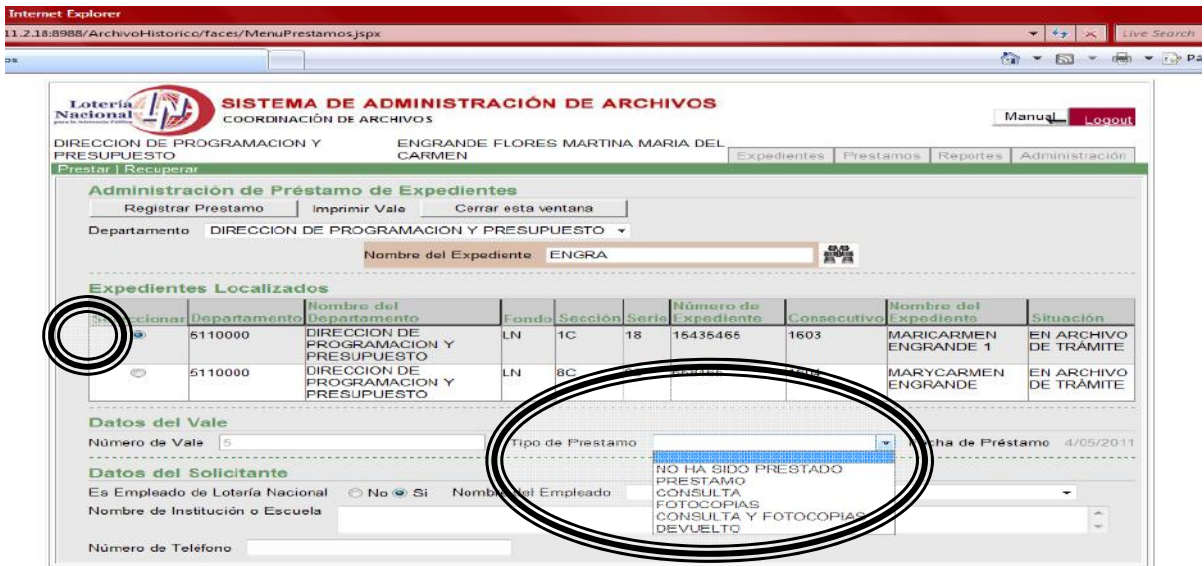 Internet Explorer
11.2.18:8988/ArchivoHistorico/faces/MenuPrestamos.jspx
Live Search
os
Pá
Lotería
Nacional
SISTEMA DE ADMINISTRACIÓN DE ARCHIVOS
COORDINACIÓN DE ARCHIVOS
Manual Logout
DIRECCION DE PROGRAMACION Y PRESUPUESTO
ENGRANDE FLORES MARTINA MARIA DEL CARMEN
Expedientes Prestamos Reportes Administración
Prestar | Recuperar
Administración de Préstamo de Expedientes
Registrar Prestamo Imprimir Vale Cerrar esta ventana
Departamento DIRECCION DE PROGRAMACION Y PRESUPUESTO
Nombre del Expediente ENGRA
Expedientes Localizados
Seleccionar Departamento Nombre del Departamento Fondo Sección Serie Número de Expediente Consecutivo Nombre del Expediente Situación
5110000 DIRECCION DE PROGRAMACION Y PRESUPUESTO LN 1C 18 15435465 1603 MARICARMEN ENGRANDE 1 EN ARCHIVO DE TRÁMITE
5110000 DIRECCION DE PROGRAMACION Y PRESUPUESTO LN 8C MARYCARMEN ENGRANDE EN ARCHIVO DE TRÁMITE
Datos del Vale
Número de Vale 5 Tipo de Prestamo Fecha de Préstamo 4/05/2011
NO HA SIDO PRESTADO
PRESTAMO
CONSULTA
FOTOCOPIAS
CONSULTA Y FOTOCOPIAS
DEVUELTO
Datos del Solicitante
Es Empleado de Lotería Nacional No Si Nombre del Empleado
Nombre de Institución o Escuela
Número de Teléfono